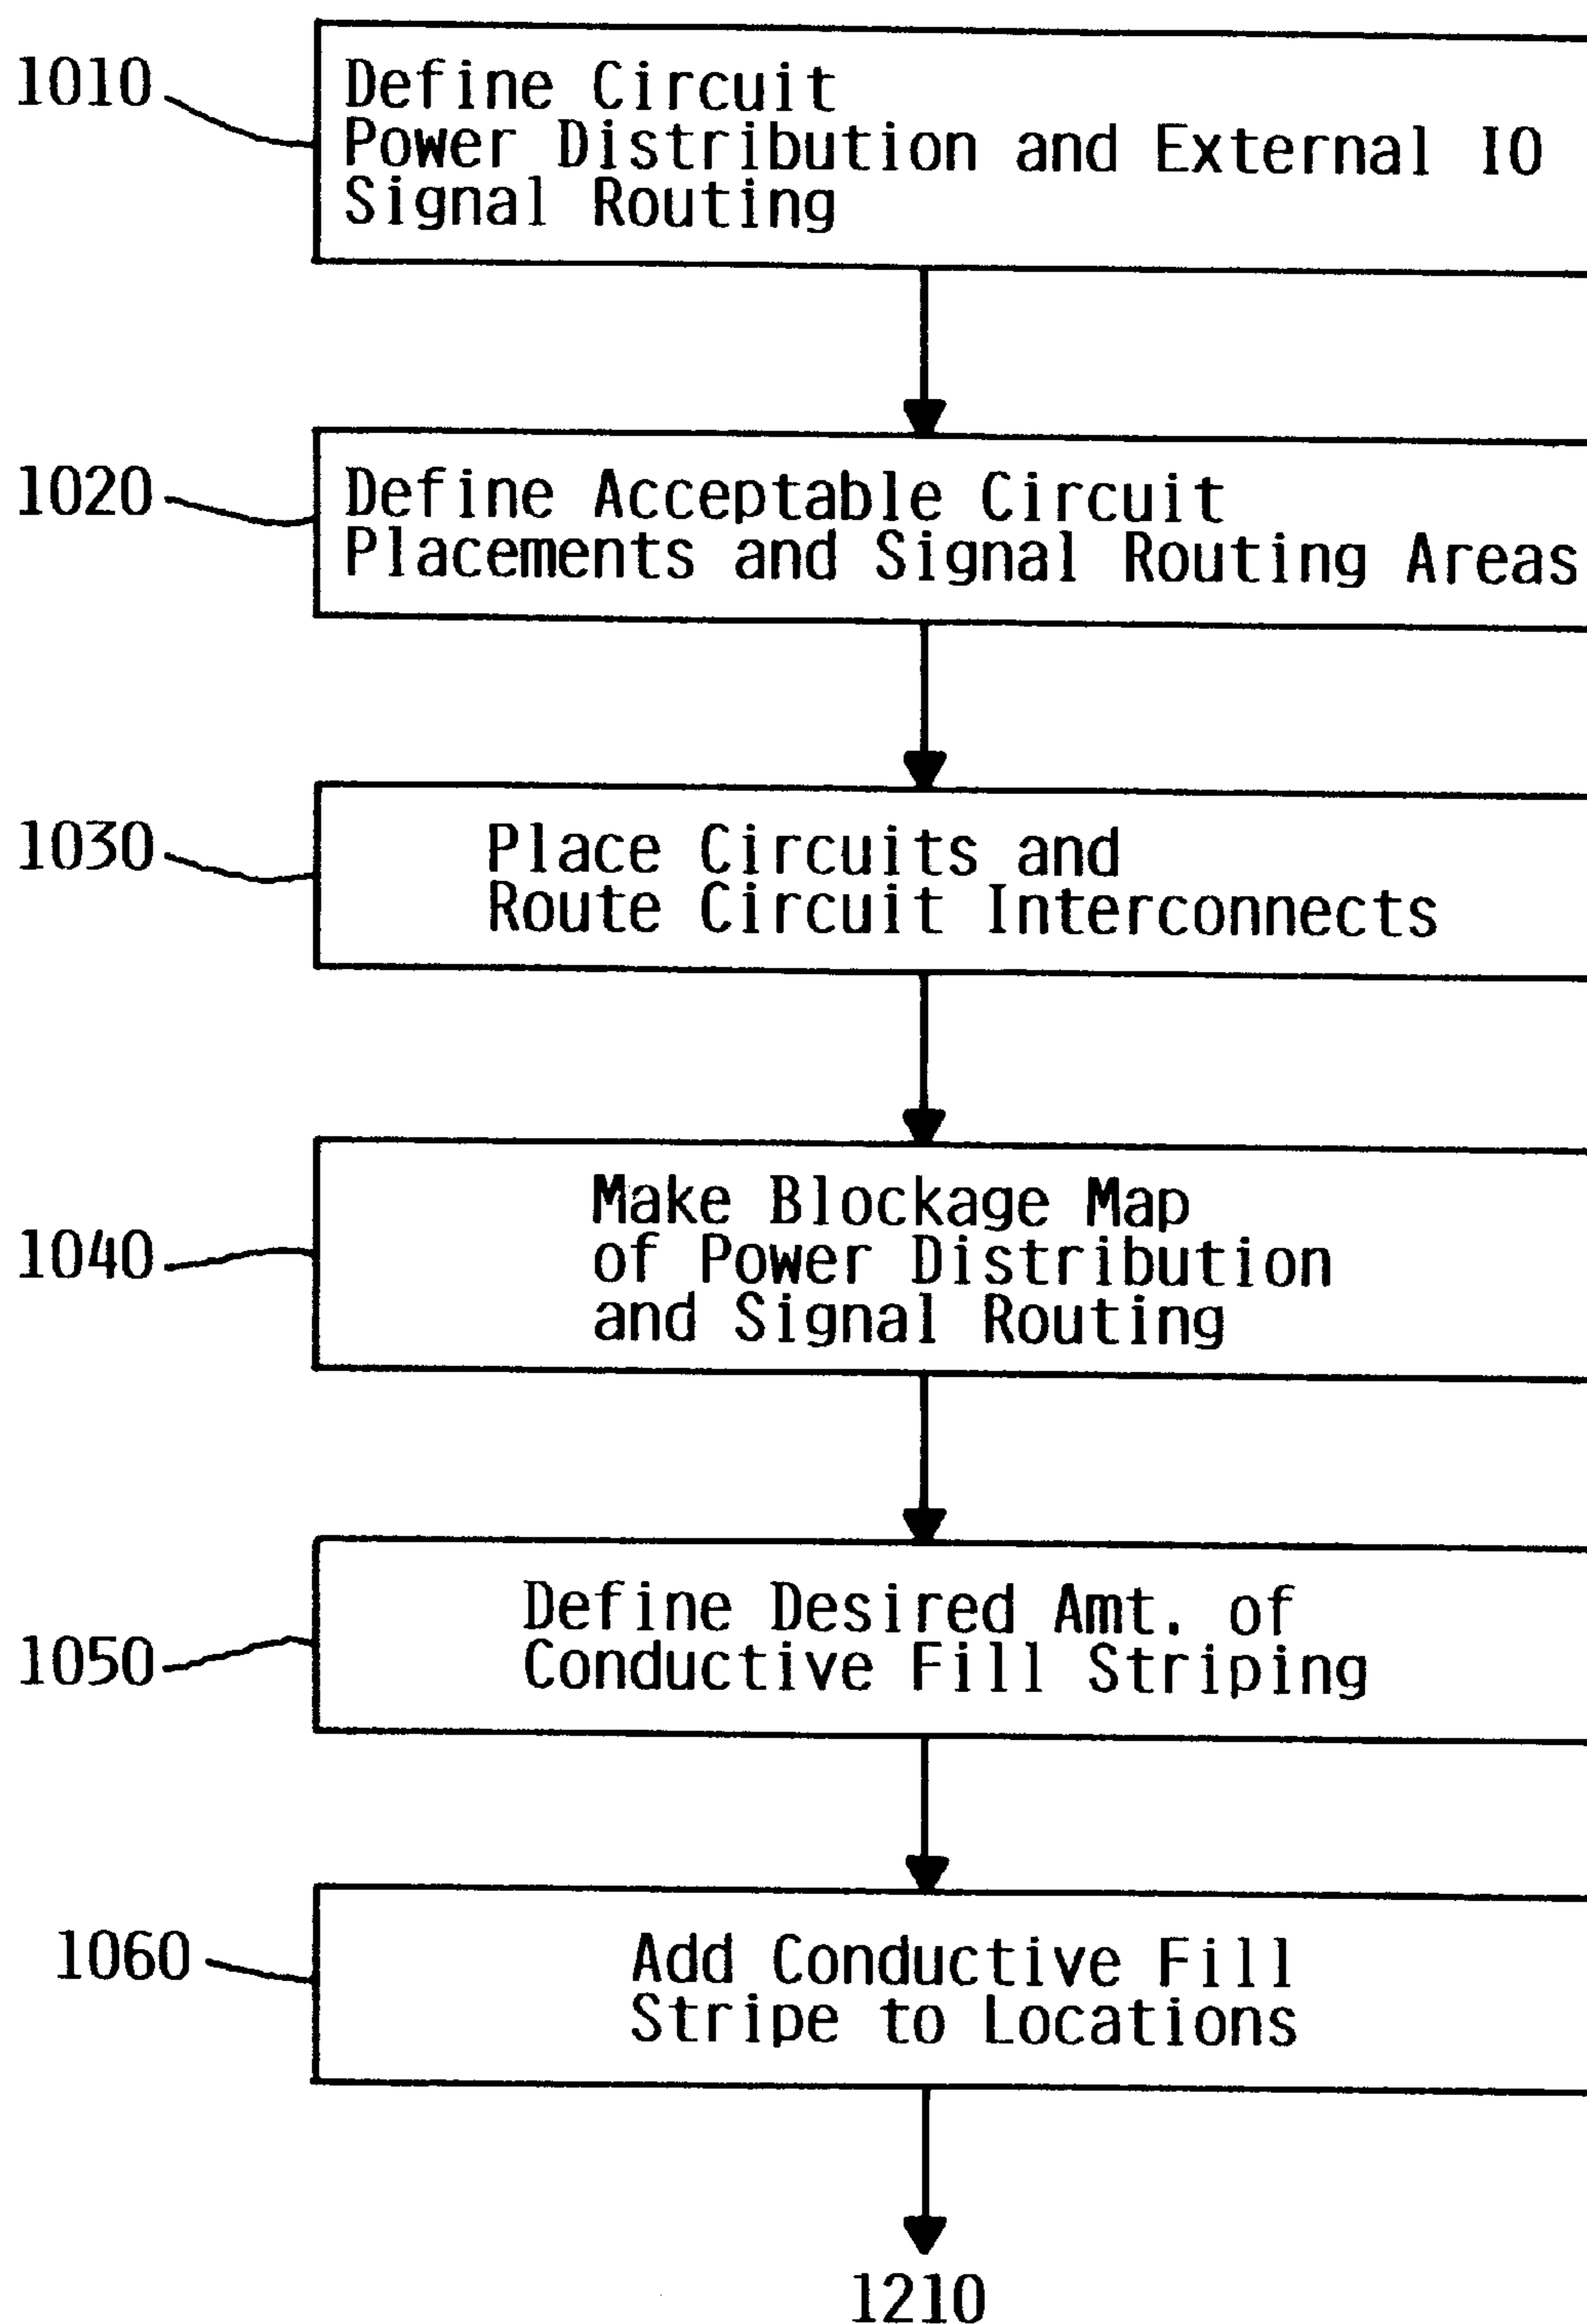 1010
Define Circuit
Power Distribution and External IO
Signal Routing
1020
Define Acceptable Circuit
Placements and Signal Routing Areas
1030
Place Circuits and
Route Circuit Interconnects
1040
Make Blockage Map
of Power Distribution
and Signal Routing
1050
Define Desired Amt. of
Conductive Fill Striping
1060
Add Conductive Fill
Stripe to Locations
1210